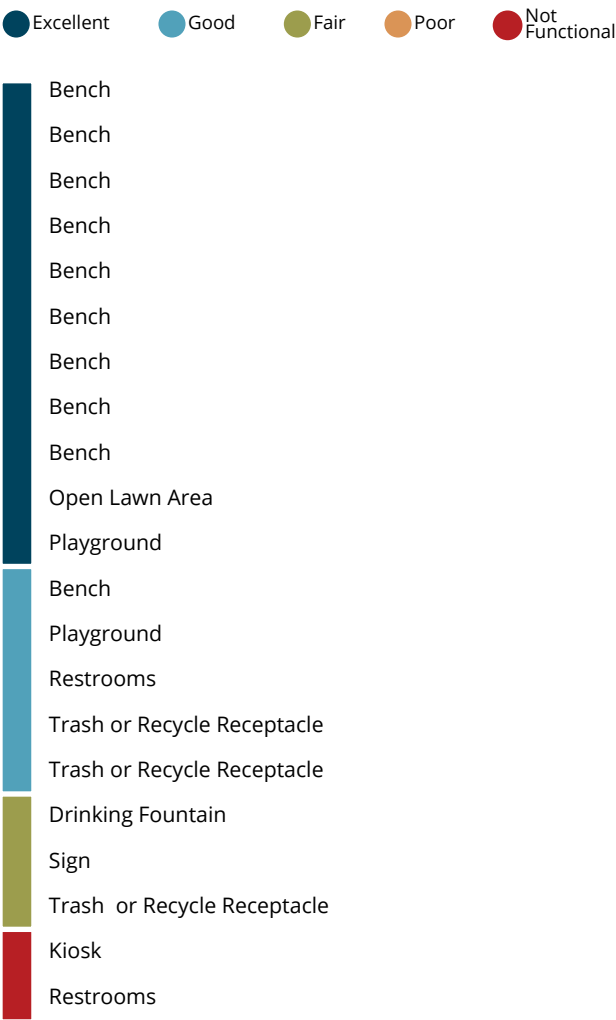 Excellent Good Fair Poor Not
Functional
Bench
Bench
Bench
Bench
Bench
Bench
Bench
Bench
Bench
Open Lawn Area
Playground
Bench
Playground
Restrooms
Trash or Recycle Receptacle
Trash or Recycle Receptacle
Drinking Fountain
Sign
Trash  or Recycle Receptacle
Kiosk
Restrooms